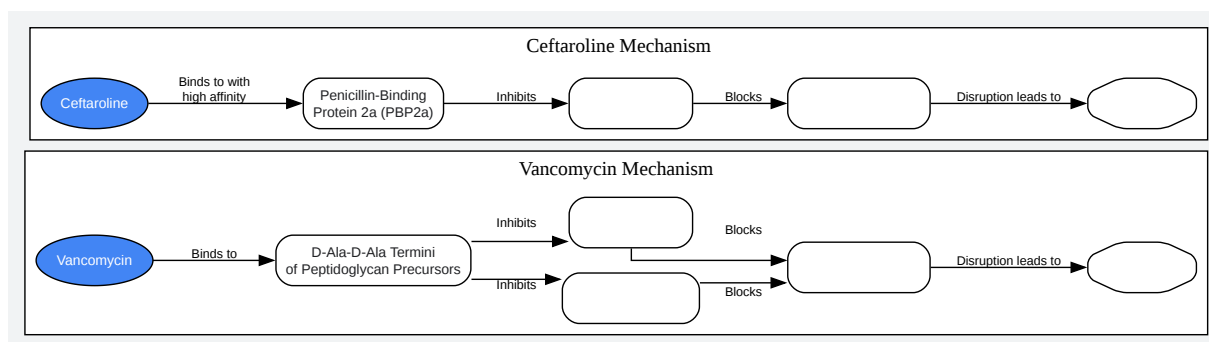 Ceftaroline Mechanism
Ceftaroline
Binds to with
high affinity
Penicillin-Binding
Protein 2a (PBP2a)
Inhibits
Blocks
Disruption leads to
Vancomycin Mechanism
Vancomycin
Binds to
D-Ala-D-Ala Termini
of Peptidoglycan Precursors
Inhibits
Inhibits
Blocks
Blocks
Disruption leads to